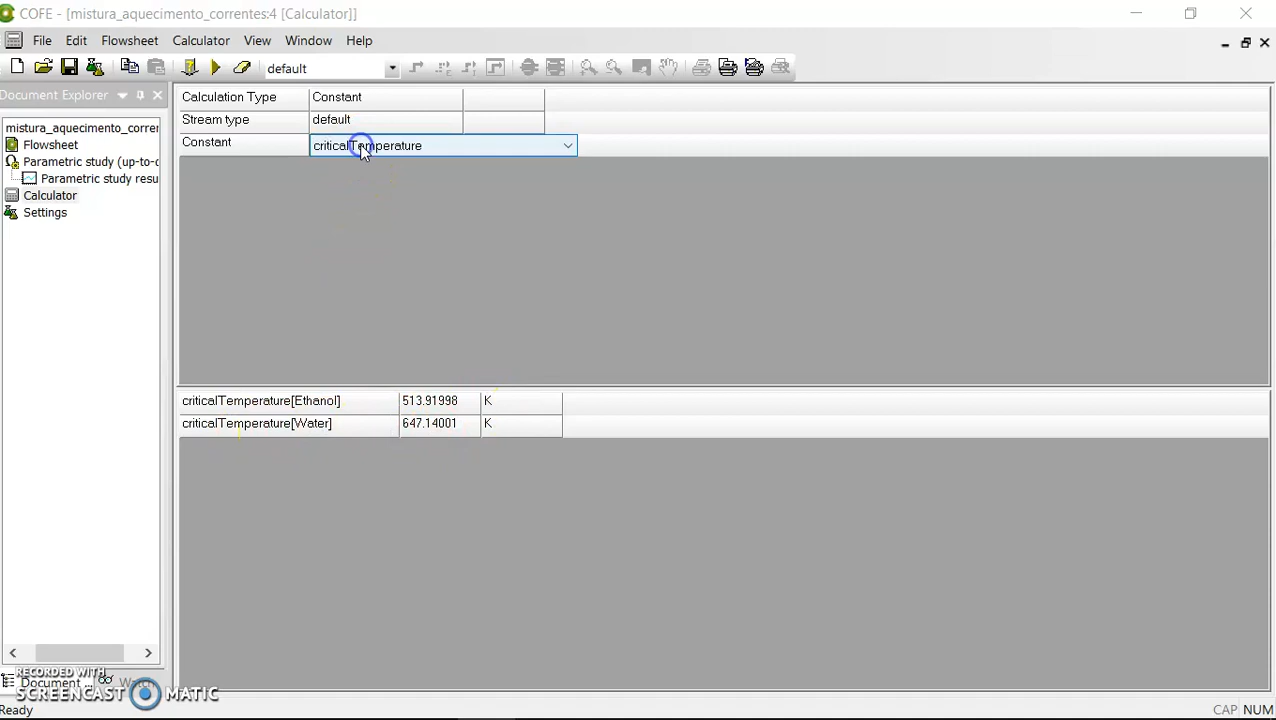 COFE - [mistura_aquecimento_correntes:4 [Calculator]]
File Edit Flowsheet Calculator View Window Help
default
Document Explorer
mistura_aquecimento_correr
Flowsheet
Parametric study (up-to-c
Parametric study resu
Calculator
Settings
Calculation Type Constant
Stream type default
Constant criticalTemperature
criticalTemperature[Ethanol] 513.91998 K
criticalTemperature[Water] 647.14001 K
RECORDED WITH
Document ... Watch
SCREENCAST MATIC
Ready CAP NUM